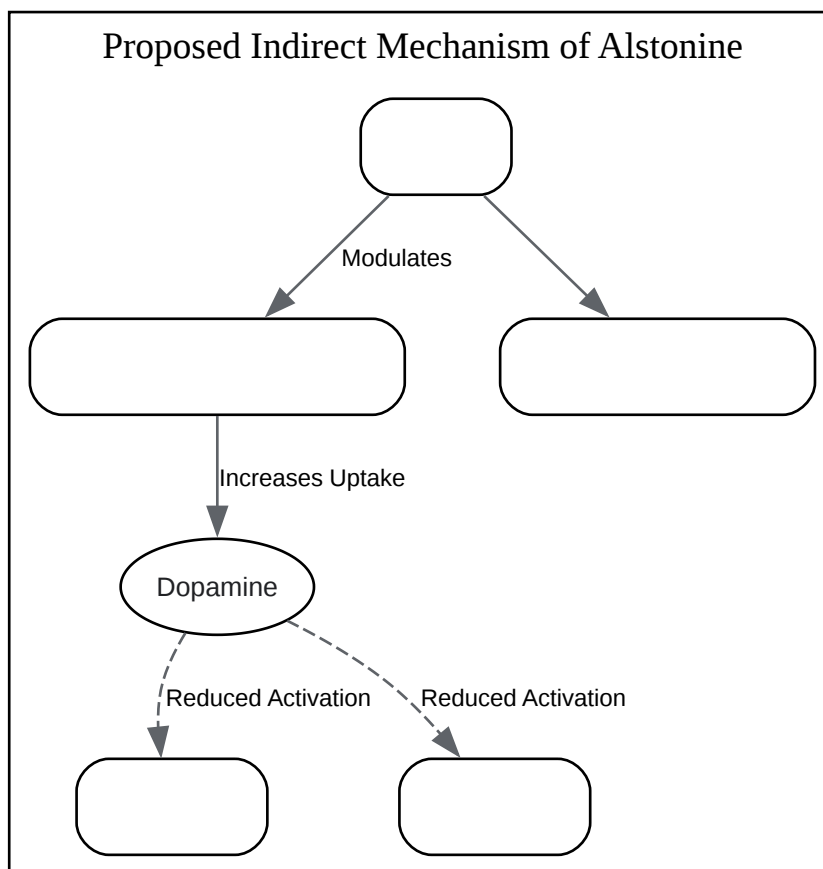 Proposed Indirect Mechanism of Alstonine
Modulates
Increases Uptake
Dopamine
Reduced Activation
Reduced Activation